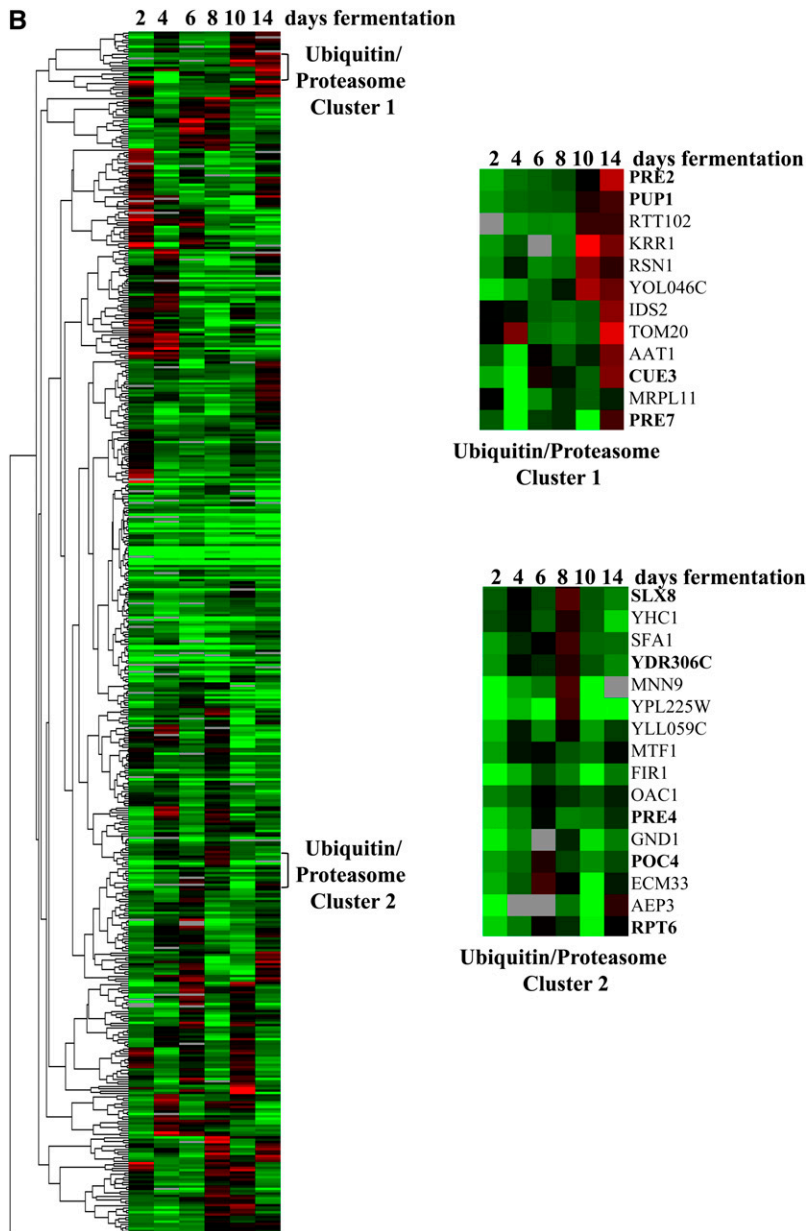 B
2 4 6 8 10 14 days fermentation
Ubiquitin/
Proteasome
Cluster 1
Ubiquitin/
Proteasome
Cluster 2
2 4 6 8 10 14 days fermentation
PRE2
PUP1
RTT102
KRR1
RSN1
YOL046C
IDS2
TOM20
AAT1
CUE3
MRPL11
PRE7
Ubiquitin/Proteasome
Cluster 1
2 4 6 8 10 14 days fermentation
SLX8
YHC1
SFA1
YDR306C
MNN9
YPL225W
YLL059C
MTF1
FIR1
OAC1
PRE4
GND1
POC4
ECM33
AEP3
RPT6
Ubiquitin/Proteasome
Cluster 2